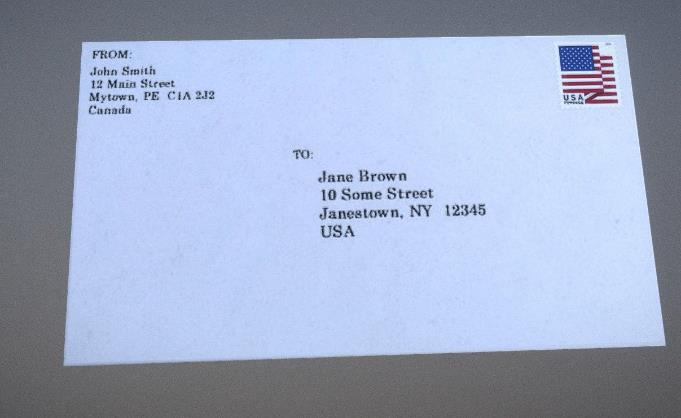 FROM:
John Smith
12 Main Street
Mytown, PE C1A 2J2
Canada
USA
TO:
Jane Brown
10 Some Street
Janestown, NY 12345
USA